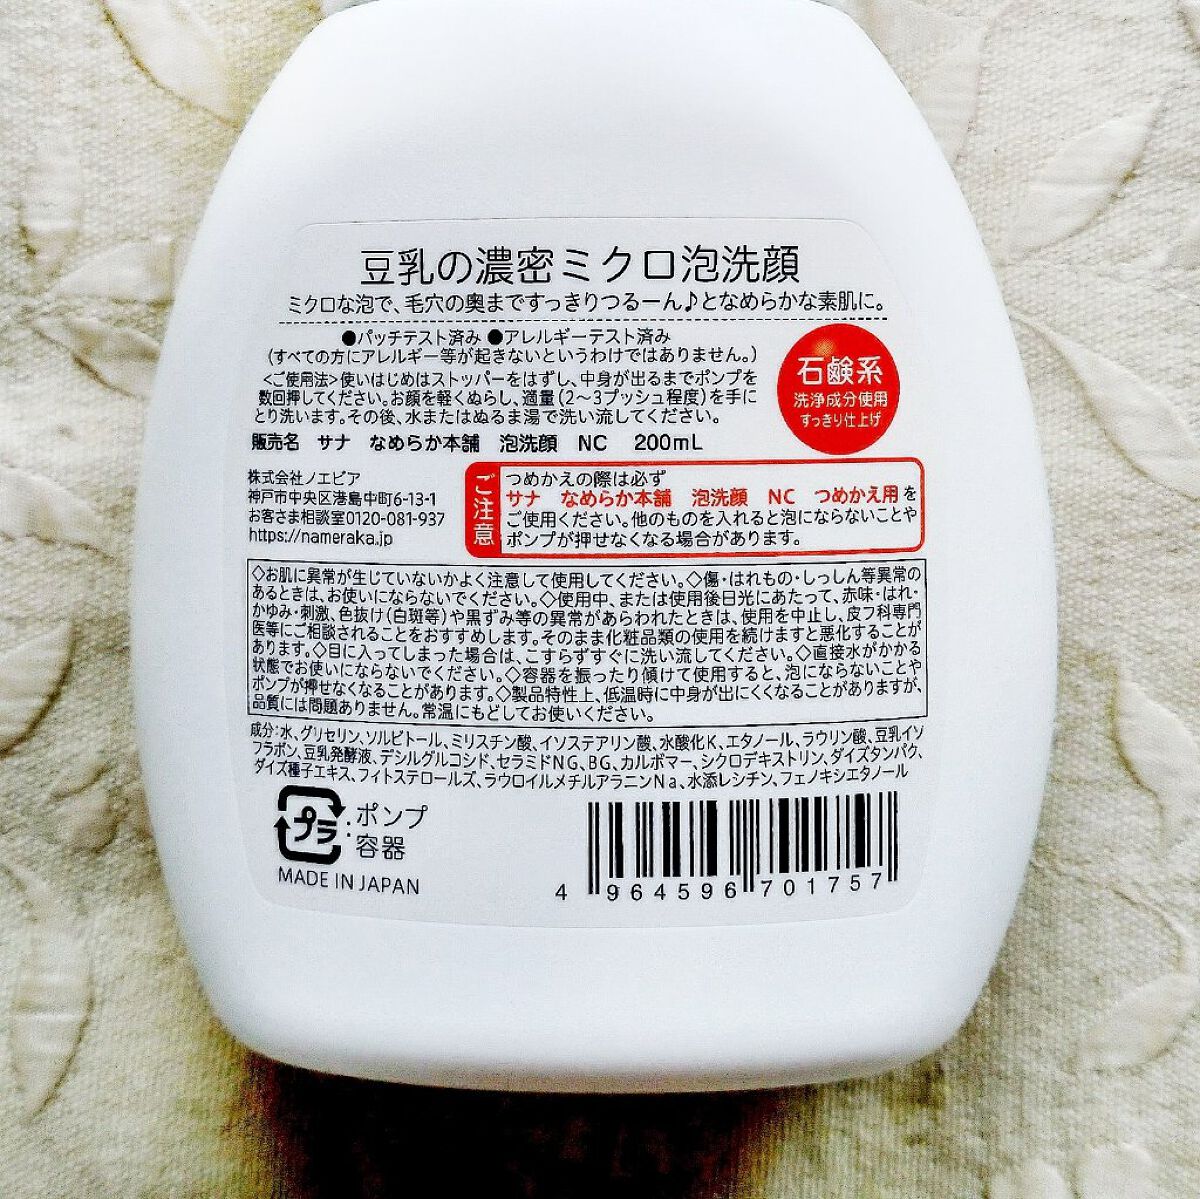 豆乳の濃密ミクロ泡洗顔
ミクロな泡で、毛穴の奥まですっきりつるーん♪となめらかな素肌に。
●パッチテスト済み ●アレルギーテスト済み
(すべての方にアレルギー等が起きないというわけではありません。)
<ご使用法>使いはじめはストッパーをはずし、中身が出るまでポンプを
数回押してください。お顔を軽くぬらし、適量(2〜3プッシュ程度)を手に
とり洗います。その後、水またはぬるま湯で洗い流してください。
石鹸系
洗浄成分使用
すっきり仕上げ
販売名 サナ なめらか本舗 泡洗顔 NC 200mL
株式会社ノエビア
神戸市中央区港島中町6-13-1
お客さま相談室0120-081-937
https://nameraka.jp
ご注意
つめかえの際は必ず
サナ なめらか本舗 泡洗顔 NC つめかえ用を
ご使用ください。他のものを入れると泡にならないことや
ポンプが押せなくなる場合があります。
◇お肌に異常が生じていないかよく注意して使用してください。◇傷・はれもの・しっしん等異常の
あるときは、お使いにならないでください。◇使用中、または使用後日光にあたって、赤味・はれ・
かゆみ・刺激、色抜け(白斑等)や黒ずみ等の異常があらわれたときは、使用を中止し、皮フ科専門
医等にご相談されることをおすすめします。そのまま化粧品類の使用を続けますと悪化することが
あります。◇目に入ってしまった場合は、こすらずすぐに洗い流してください。◇直接水がかかる
状態でお使いにならないでください。◇容器を振ったり傾けて使用すると、泡にならないことや
ポンプが押せなくなることがあります。◇製品特性上、低温時に中身が出にくくなることがありますが、
品質には問題ありません。常温にもどしてお使いください。
成分:水、グリセリン、ソルビトール、ミリスチン酸、イソステアリン酸、水酸化K、エタノール、ラウリン酸、豆乳イソ
フラボン、豆乳発酵液、デシルグルコシド、セラミドNG、BG、カルボマー、シクロデキストリン、ダイズタンパク、
ダイズ種子エキス、フィトステロールズ、ラウロイルメチルアラニンNa、水添レシチン、フェノキシエタノール
プラ
:ポンプ
:容器
MADE IN JAPAN
4 964596 701757